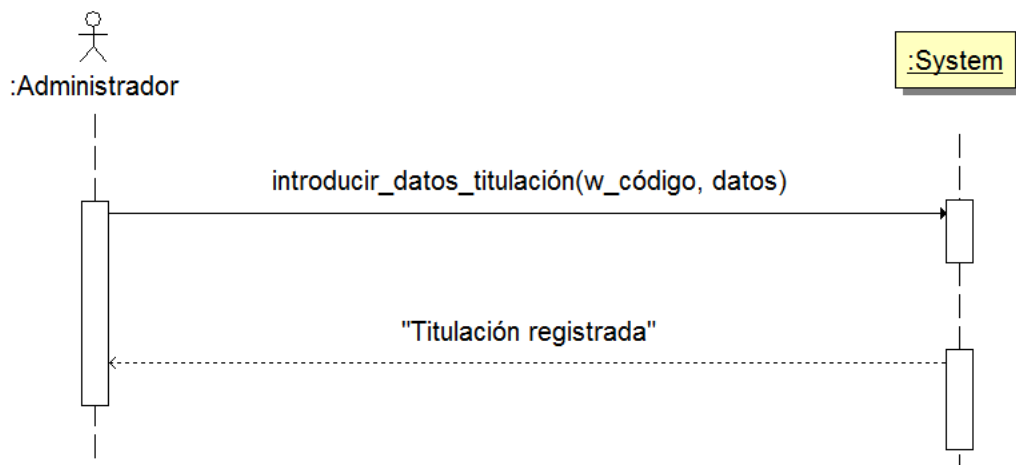 :Administrador
:System
introducir_datos_titulación(w_código, datos)
"Titulación registrada"